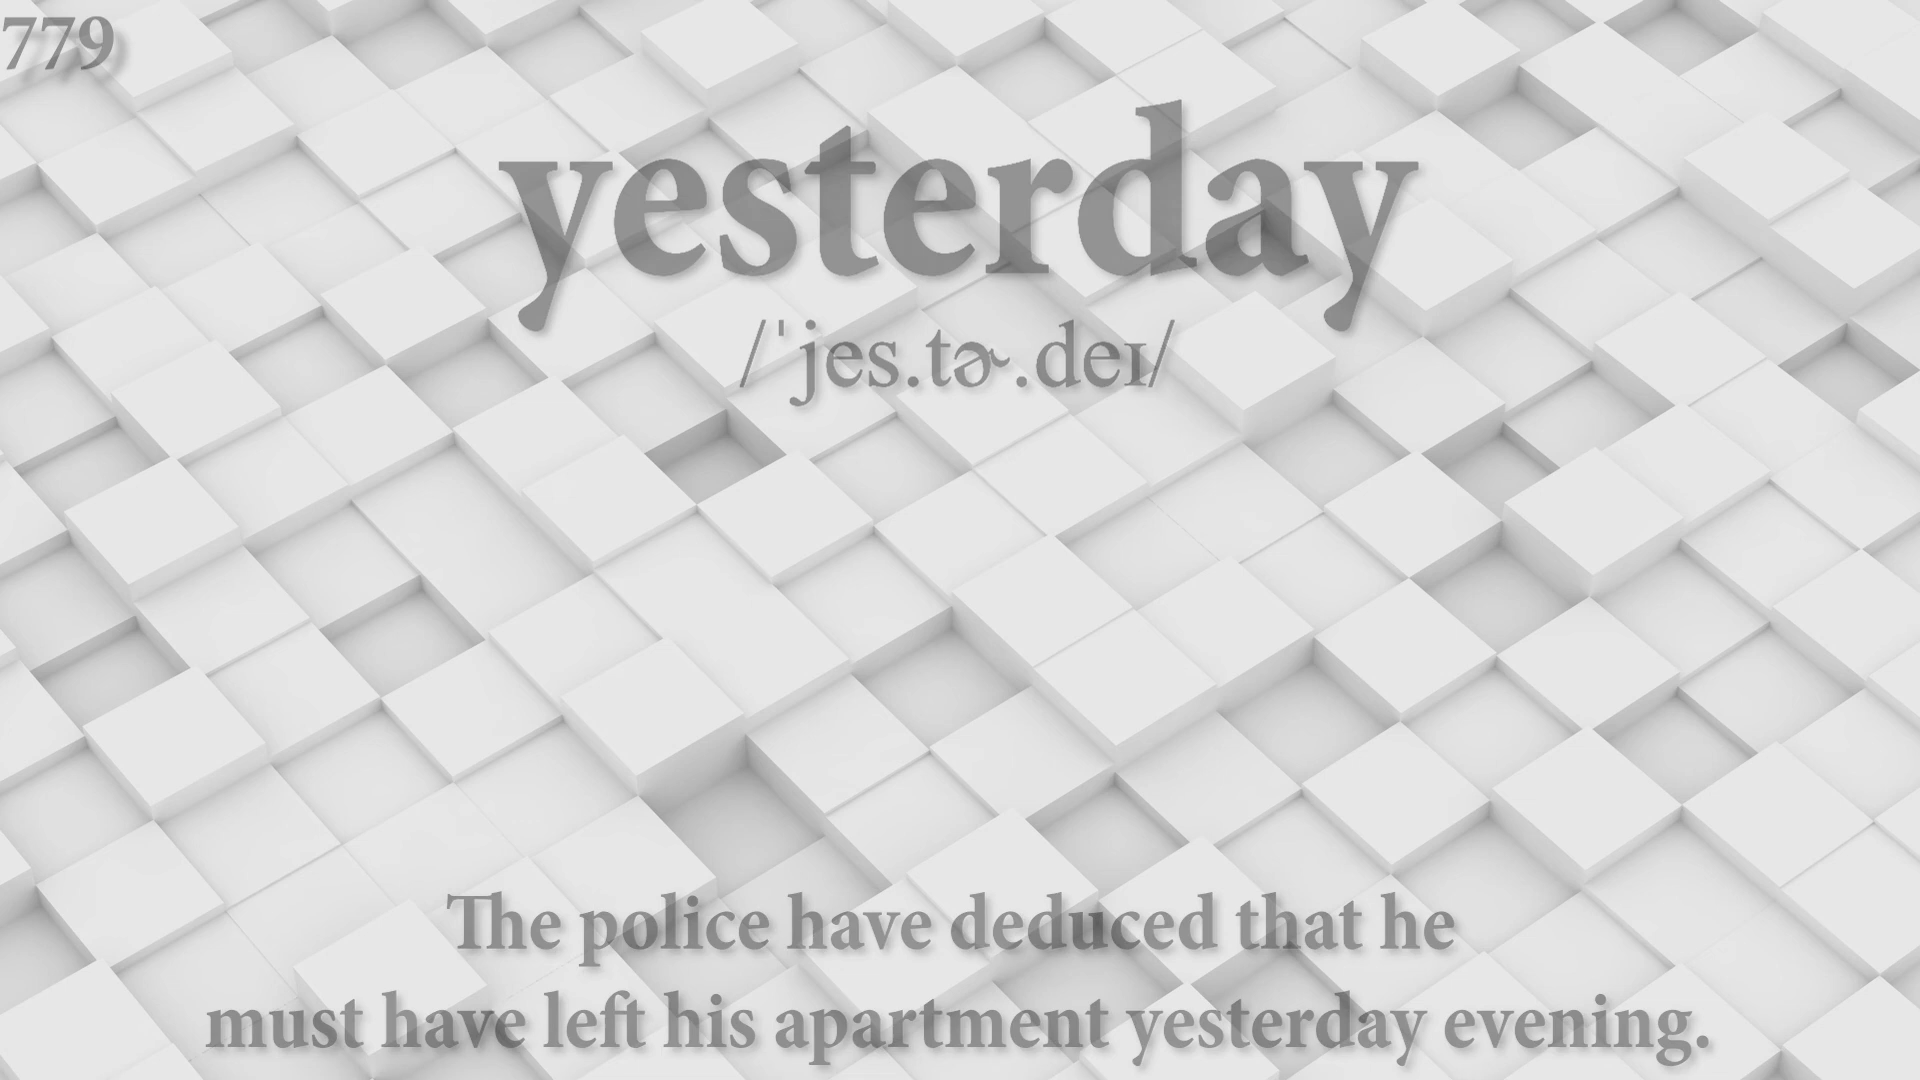 779
yesterday
/ˈjes.tɚ.deɪ/
The police have deduced that he
must have left his apartment yesterday evening.